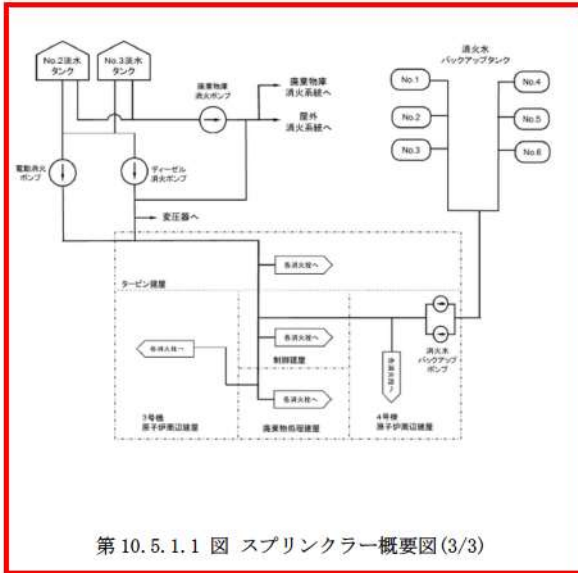 No.2淡水
タンク
No.3淡水
タンク
消火水
バックアップタンク
廃棄物庫
消火ポンプ
廃棄物庫
消火系統へ
屋外
消火系統へ
No.1
No.2
No.3
No.4
No.5
No.6
電動消火
ポンプ
ディーゼル
消火ポンプ
変圧器へ
各消火栓へ
タービン建屋
各消火栓へ
制御建屋
各消火栓へ
各消火栓へ
各消火栓へ
消火水
バックアップ
ポンプ
3号機
原子炉周辺建屋
廃棄物処理建屋
4号機
原子炉周辺建屋
第 10.5.1.1 図 スプリンクラー概要図(3/3)